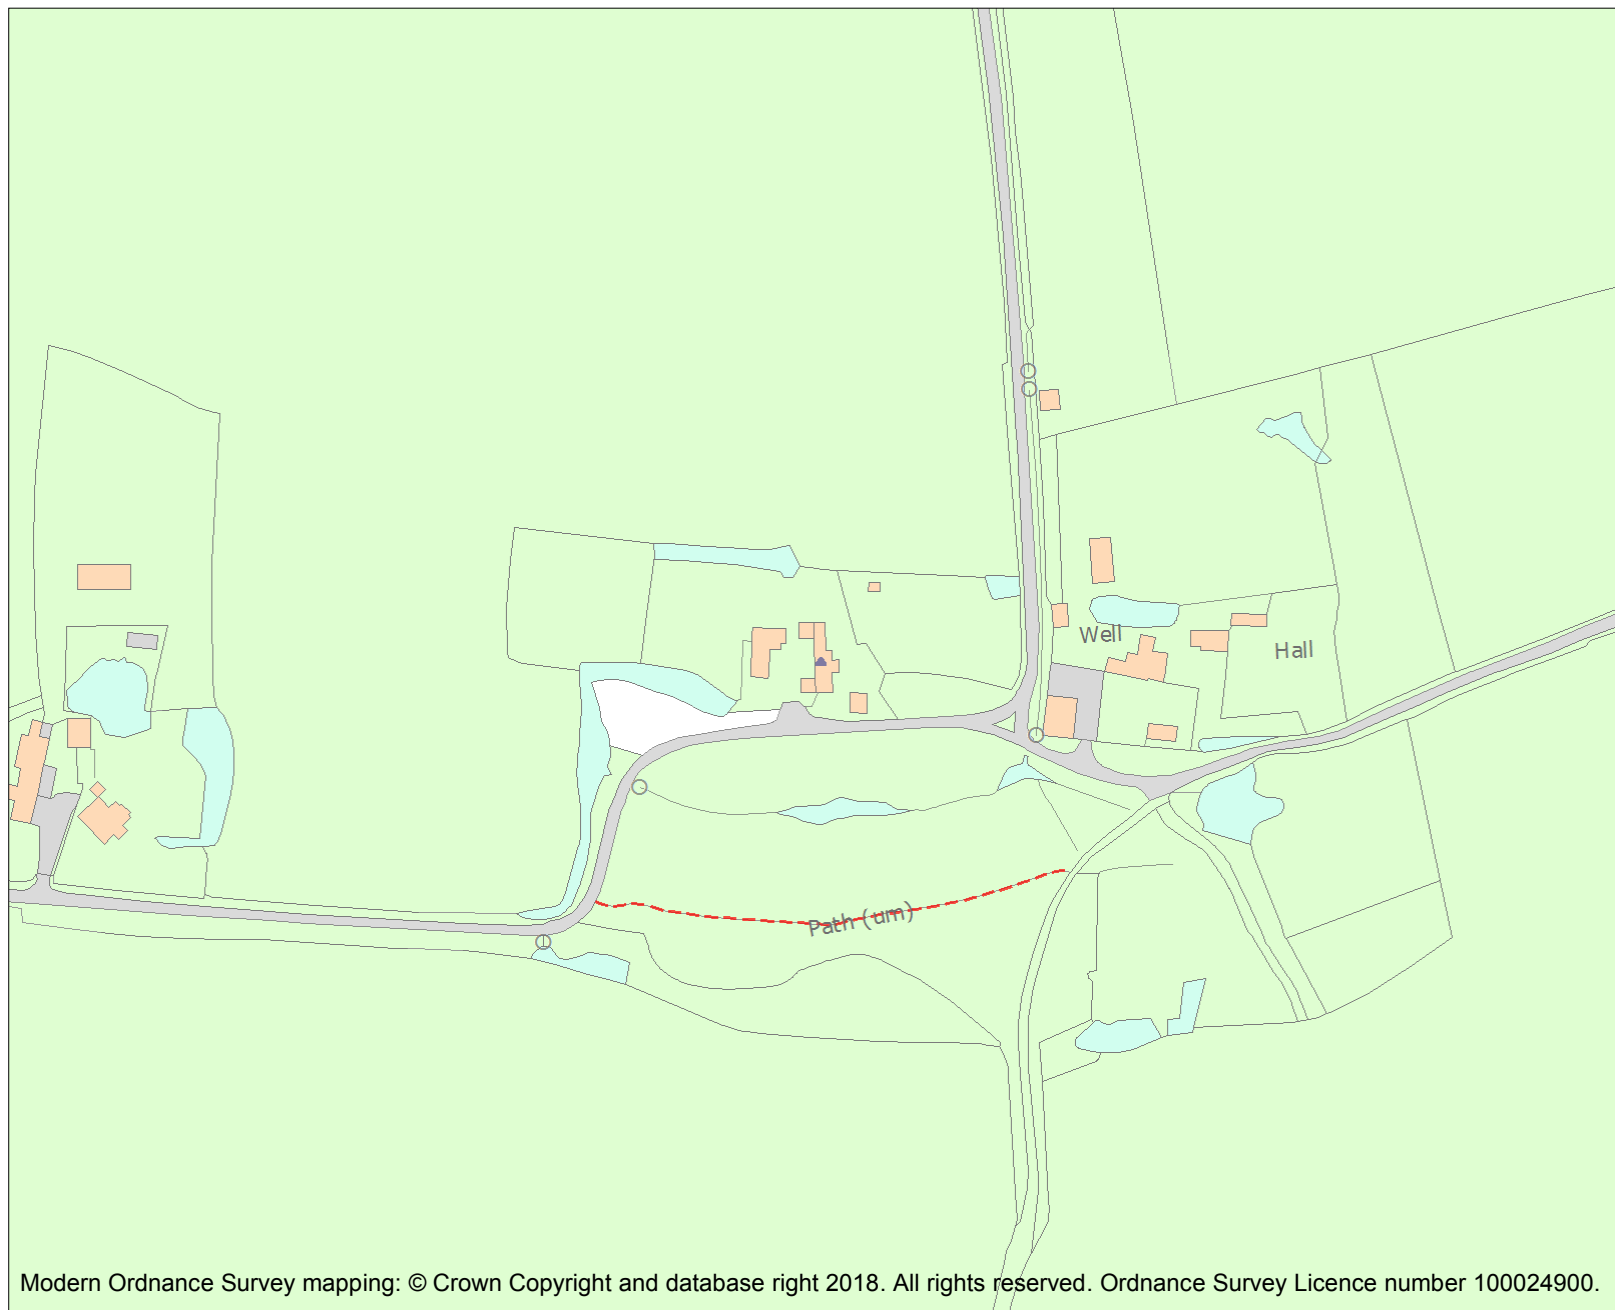 Well
Hall
Path (um)
Modern Ordnance Survey mapping: © Crown Copyright and database right 2018. All rights reserved. Ordnance Survey Licence number 100024900.